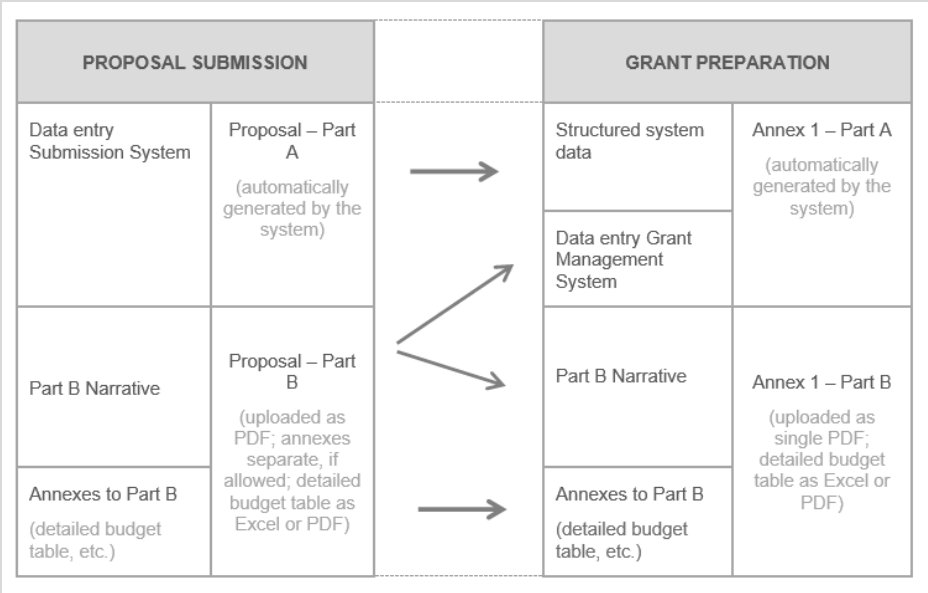 PROPOSAL SUBMISSION
GRANT PREPARATION
Data entry
Submission System
Proposal – Part
A
(automatically
generated by the
system)
Structured system
data
Annex 1 – Part A
(automatically
generated by the
system)
Data entry Grant
Management
System
Part B Narrative
Proposal – Part
B
(uploaded as
PDF; annexes
separate, if
allowed; detailed
budget table as
Excel or PDF)
Part B Narrative
Annex 1 – Part B
(uploaded as
single PDF;
detailed budget
table as Excel or
PDF)
Annexes to Part B
(detailed budget
table, etc.)
Annexes to Part B
(detailed budget
table, etc.)